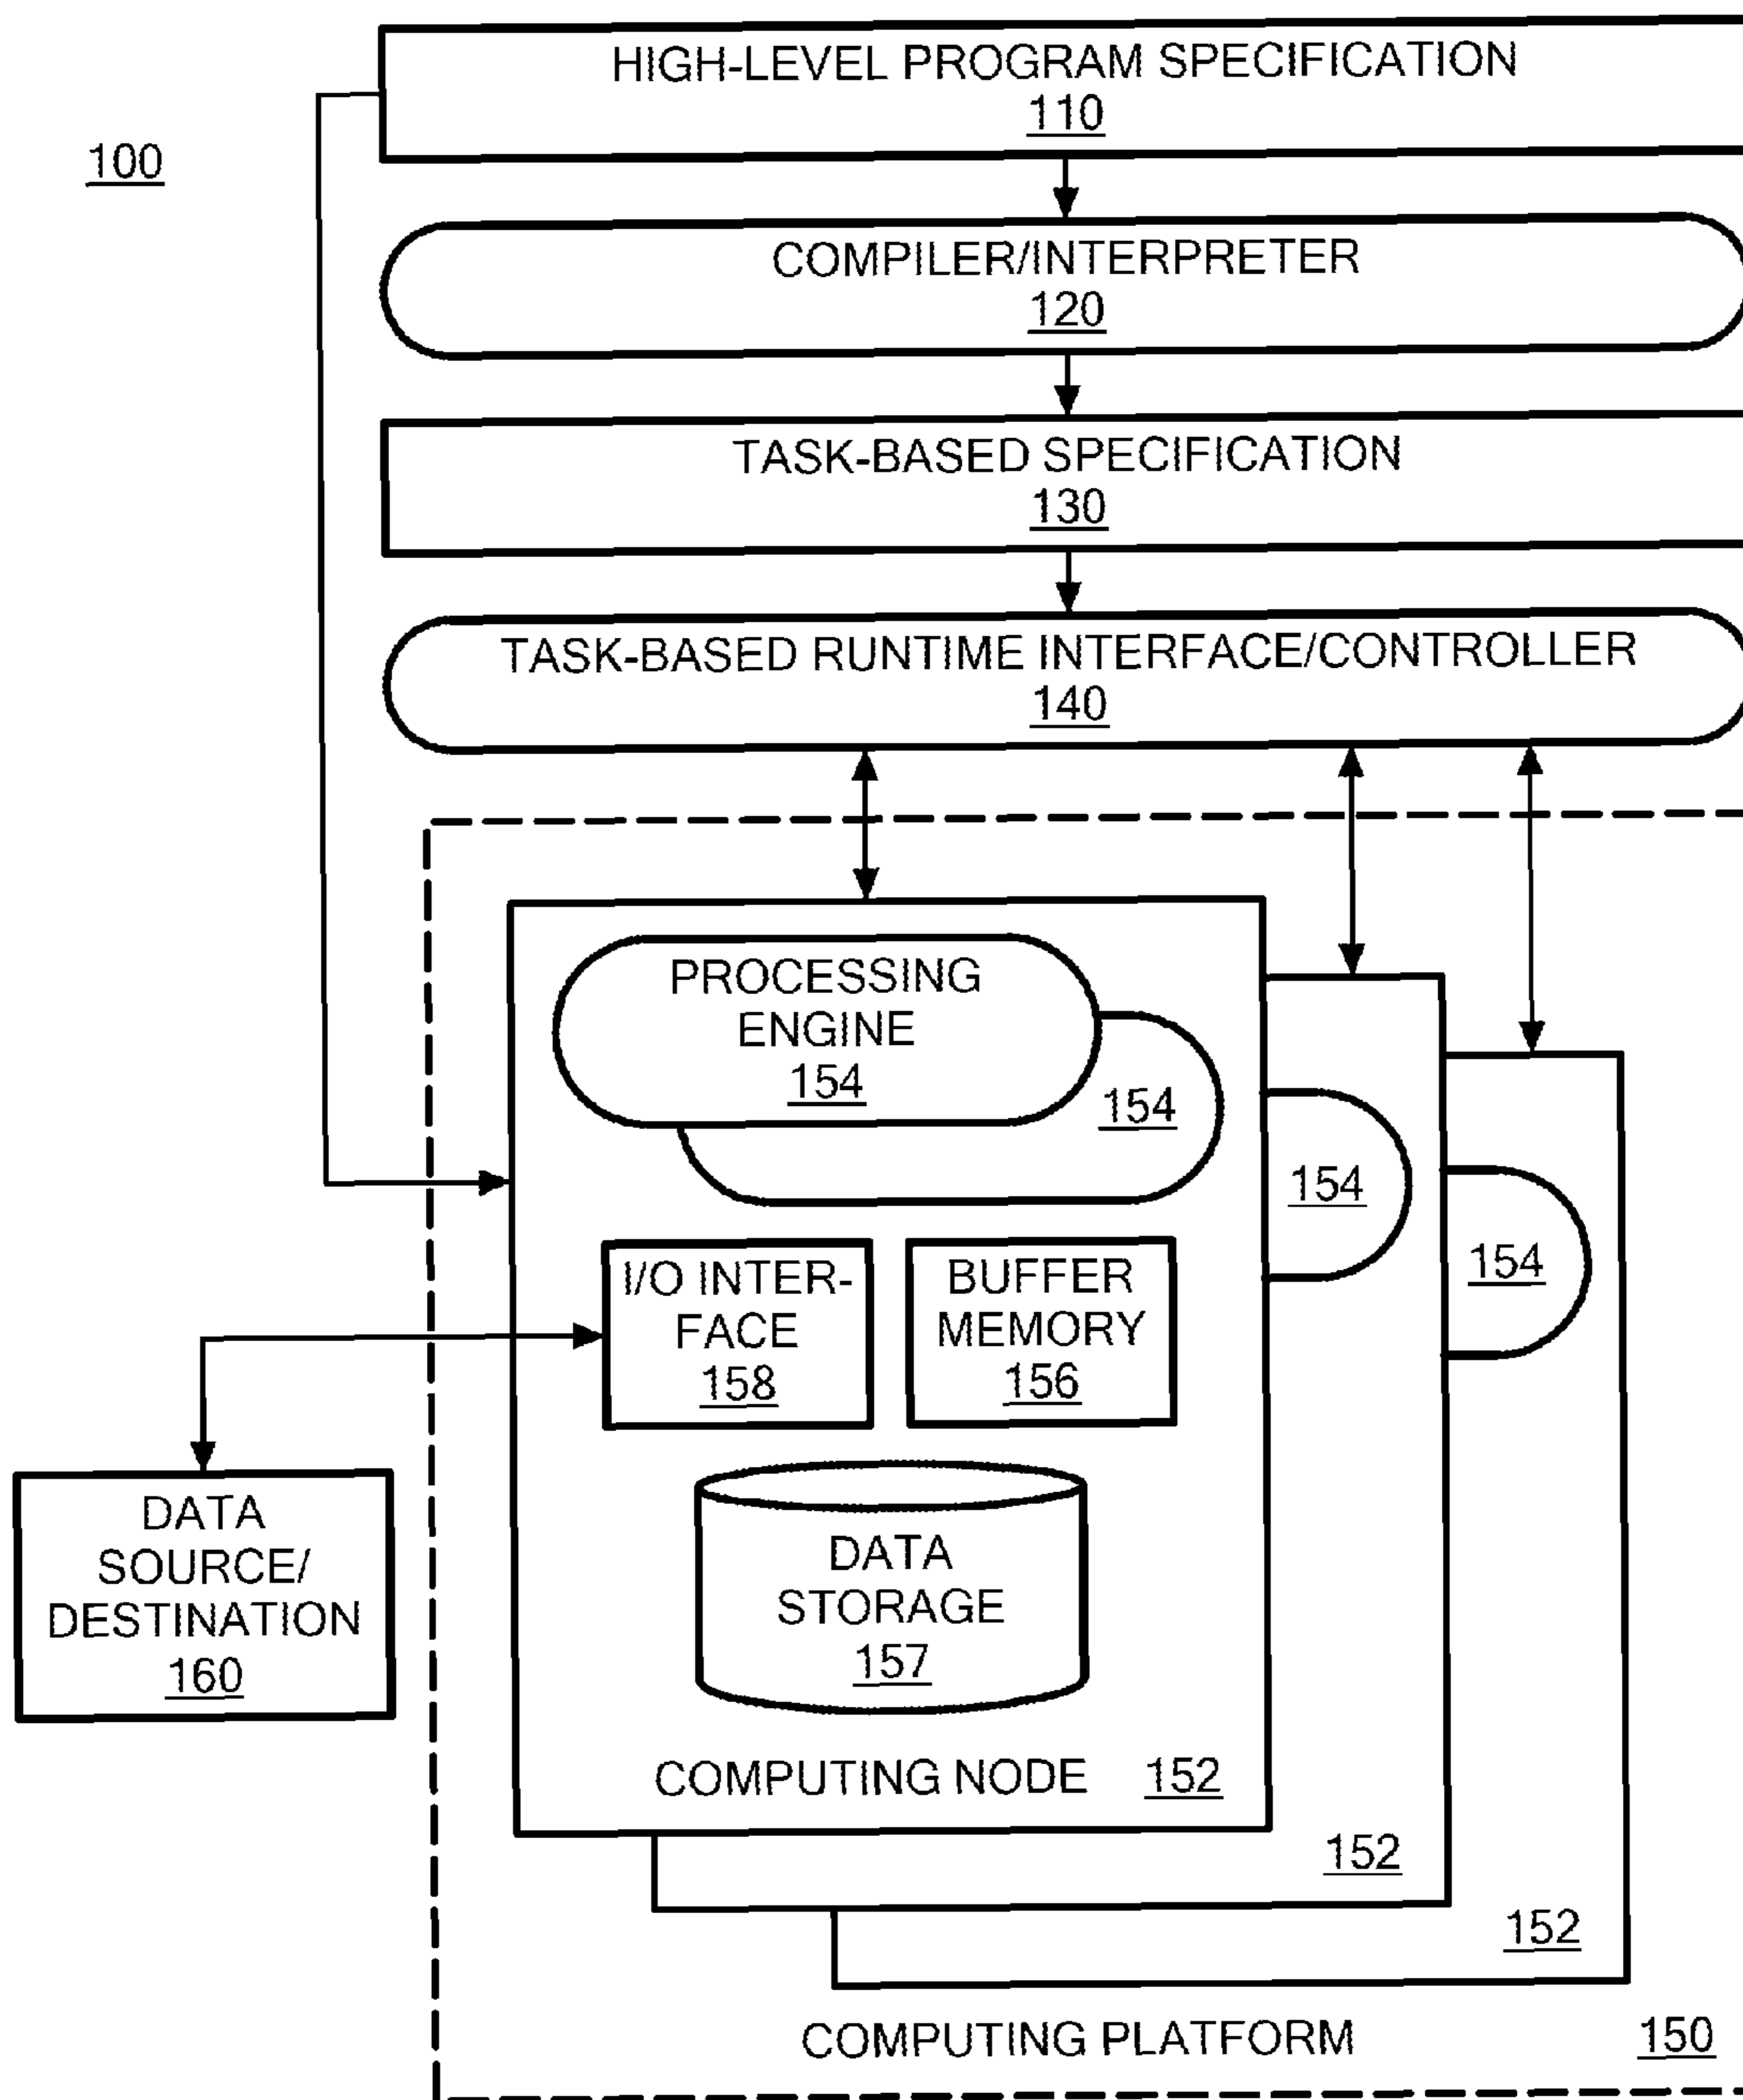 HIGH-LEVEL PROGRAM SPECIFICATION
110
100
COMPILER/INTERPRETER
120
TASK-BASED SPECIFICATION
130
TASK-BASED RUNTIME INTERFACE/CONTROLLER
140
PROCESSING
ENGINE
154
154
154
154
I/O INTER-
FACE
158
BUFFER
MEMORY
156
DATA
SOURCE/
DESTINATION
160
DATA
STORAGE
157
COMPUTING NODE 152
152
152
COMPUTING PLATFORM 150